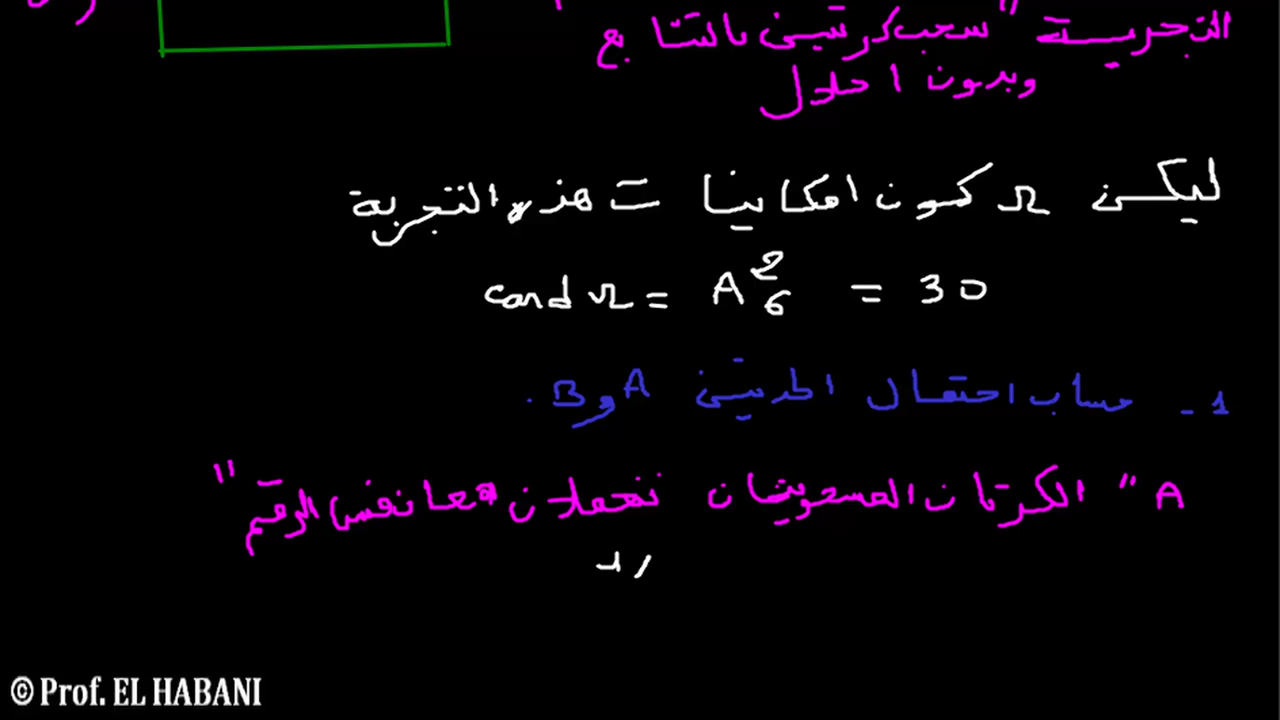 التجربة "سحب كرتين بالتتابع
وبدون احلال
ليكن Ω كون امكانيات هذه التجربة
card Ω = A²₆ = 30
1 - حساب احتمال الحدثين A و B.
A " الكرتان المسحوبتان تحملان معا نفس الرقم "
© Prof. EL HABANI